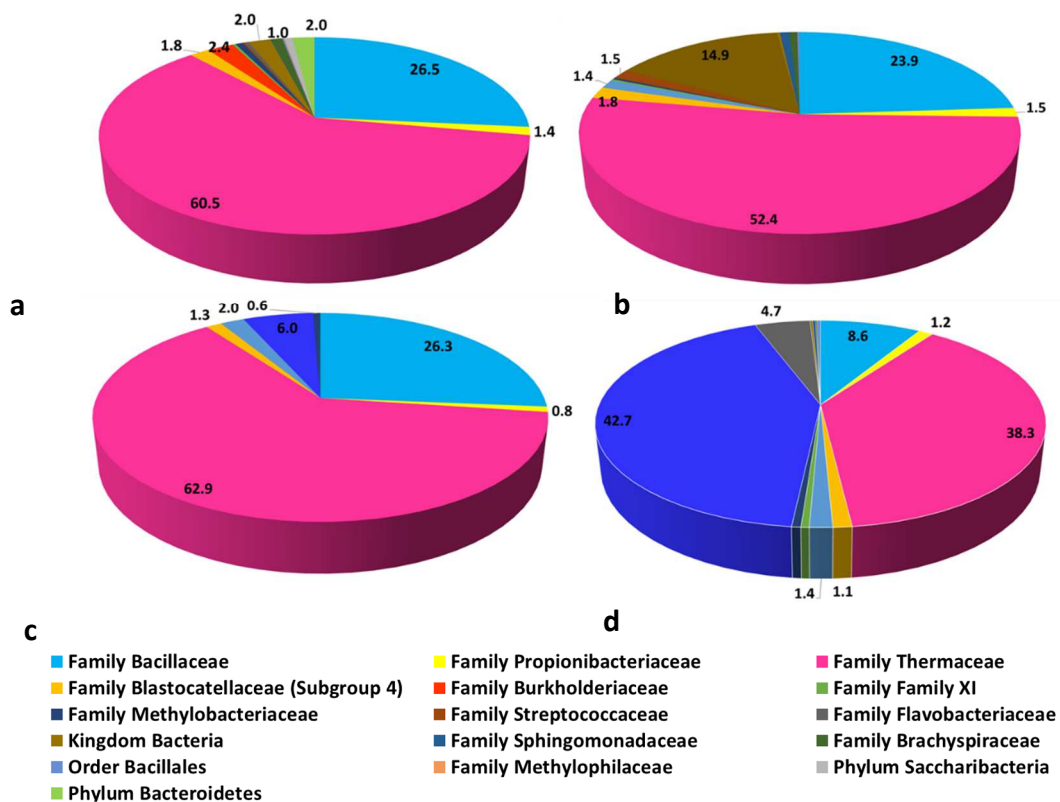 2.0
1.0
2.0
1.8
2.4
26.5
1.4
60.5
14.9
23.9
1.5
1.4
1.8
1.5
52.4
a
b
1.3
2.0
0.6
6.0
26.3
0.8
62.9
4.7
8.6
1.2
42.7
38.3
1.4
1.1
c
d
Family Bacillaceae
Family Propionibacteriaceae
Family Thermaceae
Family Blastocatellaceae (Subgroup 4)
Family Burkholderiaceae
Family Family XI
Family Methylobacteriaceae
Family Streptococcaceae
Family Flavobacteriaceae
Kingdom Bacteria
Family Sphingomonadaceae
Family Brachyspiraceae
Order Bacillales
Family Methylophilaceae
Phylum Saccharibacteria
Phylum Bacteroidetes